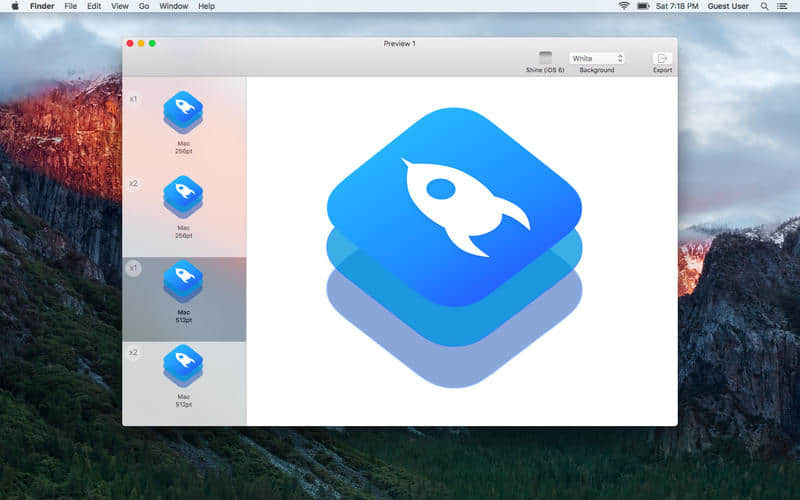 Finder File Edit View Go Window Help Sat 7:18 PM Guest User
Preview 1
White
Shine (iOS 6) Background Export
x1
Mac
256pt
x2
Mac
256pt
x1
Mac
512pt
x2
Mac
512pt